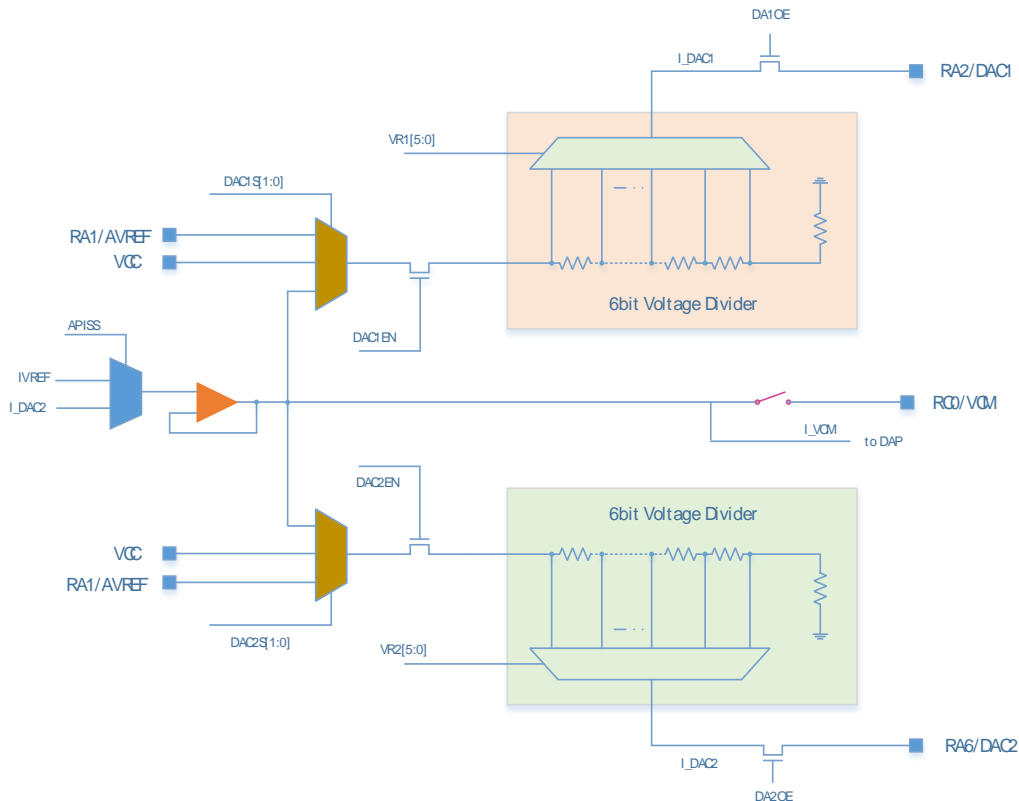 DA1OE
I_DAC1
RA2/DAC1
VR1[5:0]
DAC1S[1:0]
RA1/AVREF
VCC
6bit Voltage Divider
APISS
DAC1EN
IVREF
I_DAC2
RC0/VCM
I_VCM
to DAP
DAC2EN
6bit Voltage Divider
VCC
RA1/AVREF
DAC2S[1:0]
VR2[5:0]
RA6/DAC2
I_DAC2
DA2OE